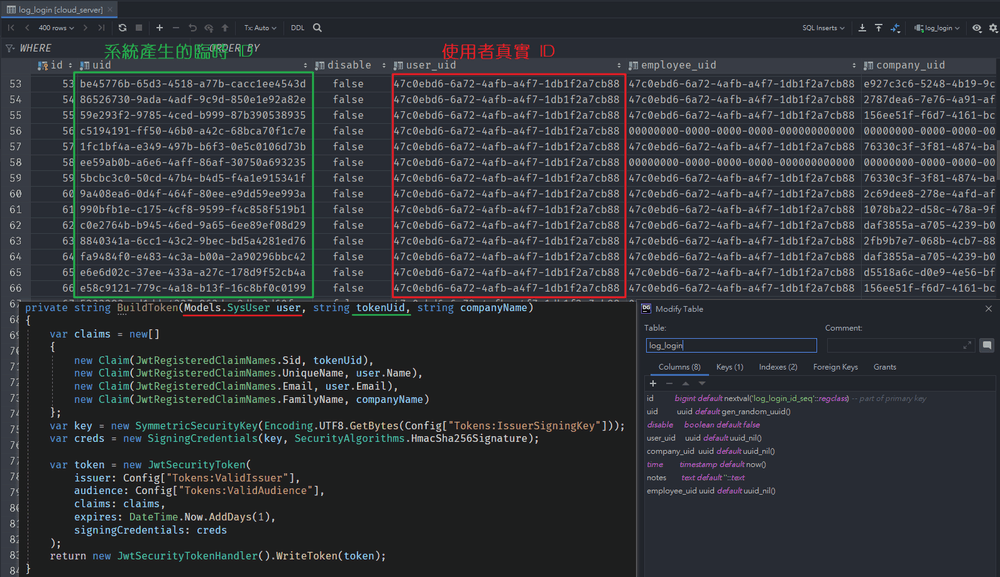 log_login [cloud_server]
400 rows
Tx: Auto
DDL
SQL Inserts
log_login
WHERE
ORDER BY
系統產生的臨時 ID
使用者真實 ID
id uid disable user_uid employee_uid company_uid
53 53 be45776b-65d3-4518-a77b-cacc1ee4543d false 47c0ebd6-6a72-4afb-a4f7-1db1f2a7cb88 47c0ebd6-6a72-4afb-a4f7-1db1f2a7cb88 e927c3c6-5248-4b19-9c
54 54 86526730-9ada-4adf-9c9d-850e1e92a82e false 47c0ebd6-6a72-4afb-a4f7-1db1f2a7cb88 47c0ebd6-6a72-4afb-a4f7-1db1f2a7cb88 2787dea6-7e76-4a91-af
55 55 59e293f2-9785-4ced-b999-87b390538935 false 47c0ebd6-6a72-4afb-a4f7-1db1f2a7cb88 47c0ebd6-6a72-4afb-a4f7-1db1f2a7cb88 156ee51f-f6d7-4161-bc
56 56 c5194191-ff50-46b0-a42c-68bca70f1c7e false 47c0ebd6-6a72-4afb-a4f7-1db1f2a7cb88 00000000-0000-0000-0000-000000000000 00000000-0000-0000-00
57 57 1fc1bf4a-e349-497b-b6f3-0e5c0106d73b false 47c0ebd6-6a72-4afb-a4f7-1db1f2a7cb88 47c0ebd6-6a72-4afb-a4f7-1db1f2a7cb88 76330c3f-3f81-4874-ba
58 58 ee59ab0b-a6e6-4aff-86af-30750a693235 false 47c0ebd6-6a72-4afb-a4f7-1db1f2a7cb88 00000000-0000-0000-0000-000000000000 00000000-0000-0000-00
59 59 5bcbc3c0-50cd-47b4-b4d5-f4a1e915341f false 47c0ebd6-6a72-4afb-a4f7-1db1f2a7cb88 47c0ebd6-6a72-4afb-a4f7-1db1f2a7cb88 76330c3f-3f81-4874-ba
60 60 9a408ea6-0d4f-464f-80ee-e9dd59ee993a false 47c0ebd6-6a72-4afb-a4f7-1db1f2a7cb88 47c0ebd6-6a72-4afb-a4f7-1db1f2a7cb88 2c69dee8-278e-4afd-af
61 61 990bfb1e-c175-4cf8-9599-f4c858f519b1 false 47c0ebd6-6a72-4afb-a4f7-1db1f2a7cb88 47c0ebd6-6a72-4afb-a4f7-1db1f2a7cb88 1078ba22-d58c-478a-9f
62 62 c0e2764b-b945-46ed-9a65-6ee89ef08d29 false 47c0ebd6-6a72-4afb-a4f7-1db1f2a7cb88 47c0ebd6-6a72-4afb-a4f7-1db1f2a7cb88 daf3855a-a705-4239-b0
63 63 8840341a-6cc1-43c2-9bec-bd5a4281ed76 false 47c0ebd6-6a72-4afb-a4f7-1db1f2a7cb88 47c0ebd6-6a72-4afb-a4f7-1db1f2a7cb88 2fb9b7e7-068b-4cb7-88
64 64 fa9484f0-e483-4c3a-b00a-2a90296bbc42 false 47c0ebd6-6a72-4afb-a4f7-1db1f2a7cb88 47c0ebd6-6a72-4afb-a4f7-1db1f2a7cb88 daf3855a-a705-4239-b0
65 65 e6e6d02c-37ee-433a-a27c-178d9f52cb4a false 47c0ebd6-6a72-4afb-a4f7-1db1f2a7cb88 47c0ebd6-6a72-4afb-a4f7-1db1f2a7cb88 d5518a6c-d0e9-4e56-bf
66 66 e58c9121-779c-4a18-b13f-16c8bf0c0199 false 47c0ebd6-6a72-4afb-a4f7-1db1f2a7cb88 47c0ebd6-6a72-4afb-a4f7-1db1f2a7cb88 156ee51f-f6d7-4161-bc
68 private string BuildToken(Models.SysUser user, string tokenUid, string companyName)
69 {
70 var claims = new[]
71 {
72 new Claim(JwtRegisteredClaimNames.Sid, tokenUid),
73 new Claim(JwtRegisteredClaimNames.UniqueName, user.Name),
new Claim(JwtRegisteredClaimNames.Email, user.Email),
74 new Claim(JwtRegisteredClaimNames.FamilyName, companyName)
75 };
76 var key = new SymmetricSecurityKey(Encoding.UTF8.GetBytes(Config["Tokens:IssuerSigningKey"]));
var creds = new SigningCredentials(key, SecurityAlgorithms.HmacSha256Signature);
77
78 var token = new JwtSecurityToken(
issuer: Config["Tokens:ValidIssuer"],
79 audience: Config["Tokens:ValidAudience"],
80 claims: claims,
81 expires: DateTime.Now.AddDays(1),
82 signingCredentials: creds
);
83 return new JwtSecurityTokenHandler().WriteToken(token);
84 }
Modify Table
Table: Comment:
log_login
Columns (8) Keys (1) Indexes (2) Foreign Keys Grants
id bigint default nextval('log_login_id_seq'::regclass) -- part of primary key
uid uuid default gen_random_uuid()
disable boolean default false
user_uid uuid default uuid_nil()
company_uid uuid default uuid_nil()
time timestamp default now()
notes text default ''::text
employee_uid uuid default uuid_nil()